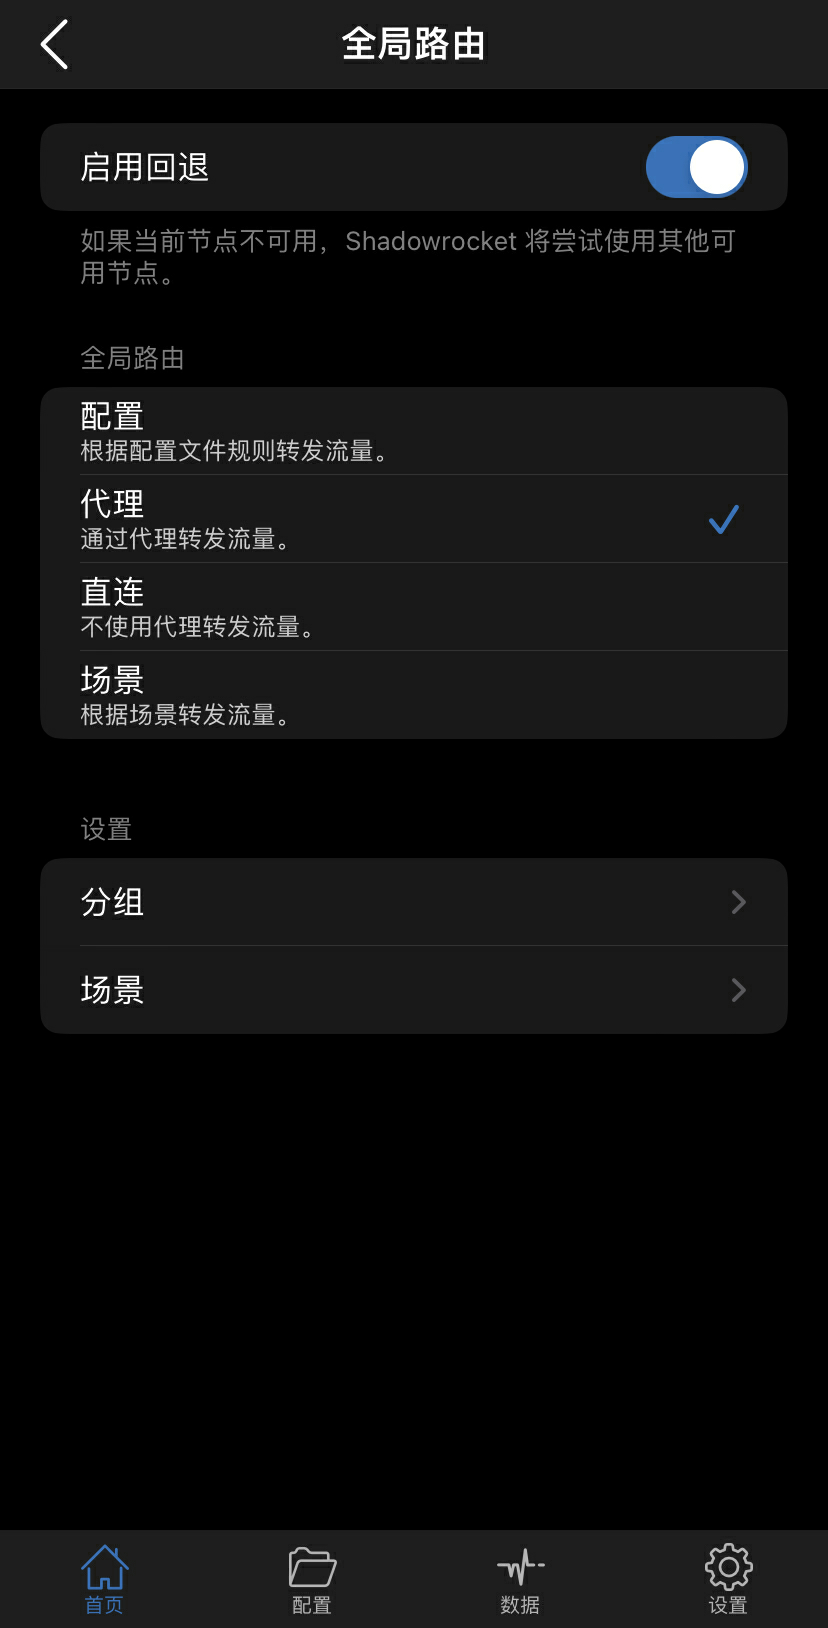 全局路由
启用回退
如果当前节点不可用，Shadowrocket 将尝试使用其他可
用节点。
全局路由
配置
根据配置文件规则转发流量。
代理
通过代理转发流量。
直连
不使用代理转发流量。
场景
根据场景转发流量。
设置
分组
场景
首页
配置
数据
设置